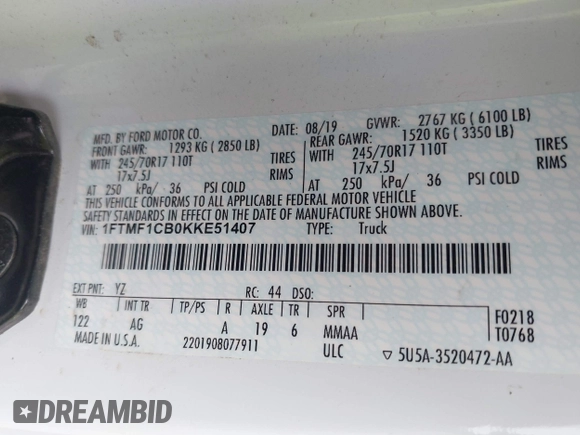 MFD. BY FORD MOTOR CO. 08/19 GVWR: 2767 KG ( 6100 LB)
FRONT GAWR: 1293 KG ( 2850 LB) REAR GAWR: 1520 KG ( 3350 LB)
WITH 245/70R17 110T TIRES WITH 245/70R17 110T TIRES
17x7.5J RIMS 17x7.5J RIMS
AT 250 kPa/ 36 PSI COLD AT 250 kPa/ 36 PSI COLD
THIS VEHICLE CONFORMS TO ALL APPLICABLE FEDERAL MOTOR VEHICLE
SAFETY STANDARDS IN EFFECT ON THE DATE OF MANUFACTURE SHOWN ABOVE.
VIN: 1FTMF1CB0KKE51407 TYPE: Truck
EXT PNT: YZ RC: 44 DSO:
WB INT TR TP/PS R AXLE TR SPR F0218
122 AG A 19 6 MMAA T0768
MADE IN U.S.A. 2201908077911 ULC ▽ 5U5A-3520472-AA
DREAMBID